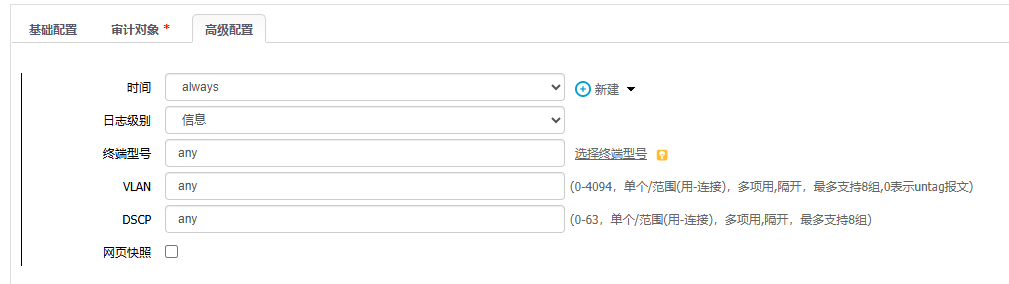 基础配置 审计对象 * 高级配置
时间 always 新建
日志级别 信息
终端型号 any 选择终端型号 ?
VLAN any (0-4094，单个/范围(用-连接)，多项用,隔开，最多支持8组,0表示untag报文)
DSCP any (0-63，单个/范围(用-连接)，多项用,隔开，最多支持8组)
网页快照